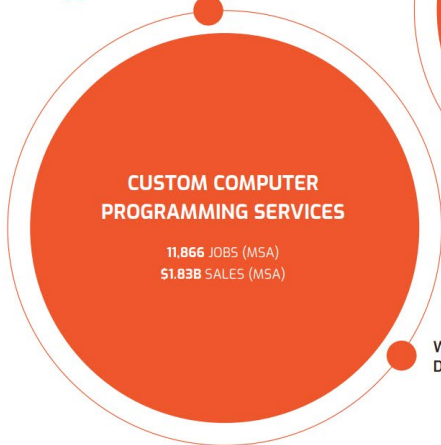 CUSTOM COMPUTER
PROGRAMMING SERVICES
11,866 JOBS (MSA)
$1.83B SALES (MSA)